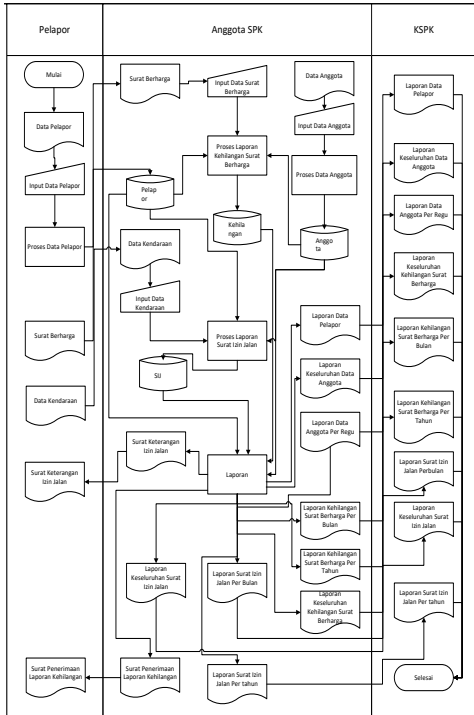 Pelapor
Anggota SPK
KSPK
Mulai
Data Pelapor
Input Data Pelapor
Proses Data Pelapor
Surat Berharga
Data Kendaraan
Surat Keterangan
Izin Jalan
Surat Penerimaan
Laporan Kehilangan
Surat Berharga
Input Data Surat
Berharga
Data Anggota
Input Data Anggota
Proses Laporan
Kehilangan Surat
Berharga
Proses Data Anggota
Pelap
or
Kehila
ngan
Anggo
ta
Data Kendaraan
Input Data
Kendaraan
Proses Laporan
Surat Izin Jalan
SIJ
Laporan Data
Pelapor
Laporan
Keseluruhan Data
Anggota
Laporan Data
Anggota Per Regu
Surat Keterangan
Izin Jalan
Laporan
Laporan Kehilangan
Surat Berharga Per
Bulan
Laporan Kehilangan
Surat Berharga Per
Tahun
Laporan
Keseluruhan Surat
Izin Jalan
Laporan Surat Izin
Jalan Per Bulan
Laporan
Keseluruhan
Kehilangan Surat
Berharga
Surat Penerimaan
Laporan Kehilangan
Laporan Surat Izin
Jalan Per tahun
Laporan Data
Pelapor
Laporan
Keseluruhan Data
Anggota
Laporan Data
Anggota Per Regu
Laporan
Keseluruhan
Kehilangan Surat
Berharga
Laporan Kehilangan
Surat Berharga Per
Bulan
Laporan Kehilangan
Surat Berharga Per
Tahun
Laporan Surat Izin
Jalan Perbulan
Laporan
Keseluruhan Surat
Izin Jalan
Laporan Surat Izin
Jalan Per tahun
Selesai